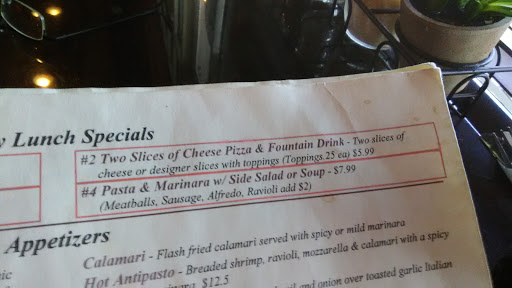 y Lunch Specials
#2 Two Slices of Cheese Pizza & Fountain Drink - Two slices of
cheese or designer slices with toppings (Toppings .25 ea) $5.99
#4 Pasta & Marinara w/ Side Salad or Soup - $7.99
(Meatballs, Sausage, Alfredo, Ravioli add $2)
Appetizers
Calamari - Flash fried calamari served with spicy or mild marinara
Hot Antipasto - Breaded shrimp, ravioli, mozzarella & calamari with a spicy
$12.5
and onion over toasted garlic Italian